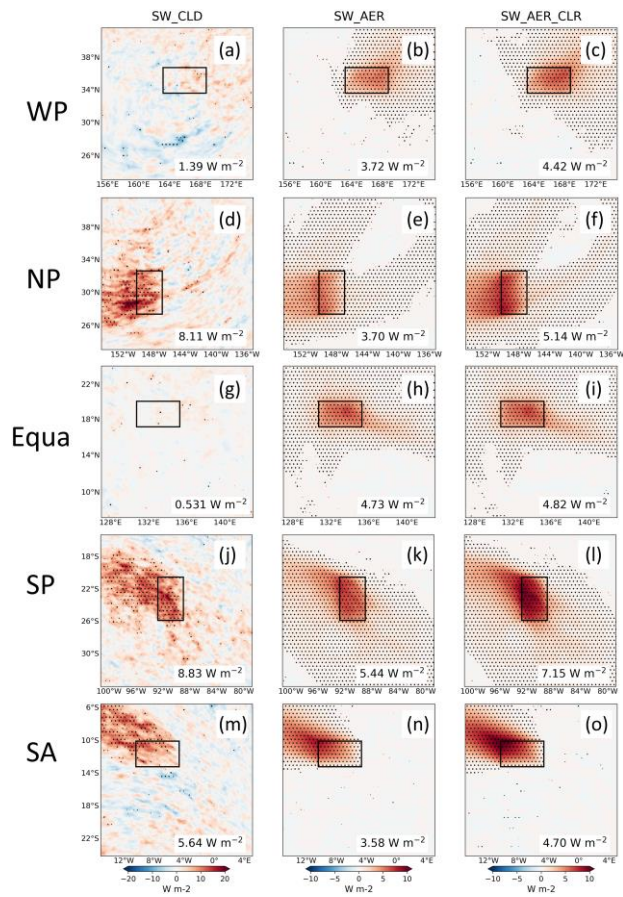 SW_CLD SW_AER SW_AER_CLR
WP
(a) (b) (c)
38°N
34°N
30°N
26°N
1.39 W m−2 3.72 W m−2 4.42 W m−2
156°E 160°E 164°E 168°E 172°E 156°E 160°E 164°E 168°E 172°E 156°E 160°E 164°E 168°E 172°E
NP
(d) (e) (f)
38°N
34°N
30°N
26°N
8.11 W m−2 3.70 W m−2 5.14 W m−2
152°W 148°W 144°W 140°W 136°W 152°W 148°W 144°W 140°W 136°W 152°W 148°W 144°W 140°W 136°W
Equa
(g) (h) (i)
22°N
18°N
14°N
10°N
0.531 W m−2 4.73 W m−2 4.82 W m−2
128°E 132°E 136°E 140°E 128°E 132°E 136°E 140°E 128°E 132°E 136°E 140°E
SP
(j) (k) (l)
18°S
22°S
26°S
30°S
8.83 W m−2 5.44 W m−2 7.15 W m−2
100°W 96°W 92°W 88°W 84°W 80°W 100°W 96°W 92°W 88°W 84°W 80°W 100°W 96°W 92°W 88°W 84°W 80°W
SA
(m) (n) (o)
6°S
10°S
14°S
18°S
22°S
5.64 W m−2 3.58 W m−2 4.70 W m−2
12°W 8°W 4°W 0° 4°E 12°W 8°W 4°W 0° 4°E 12°W 8°W 4°W 0° 4°E
−20 −10 0 10 20 −10 −5 0 5 10 −10 −5 0 5 10
W m-2 W m-2